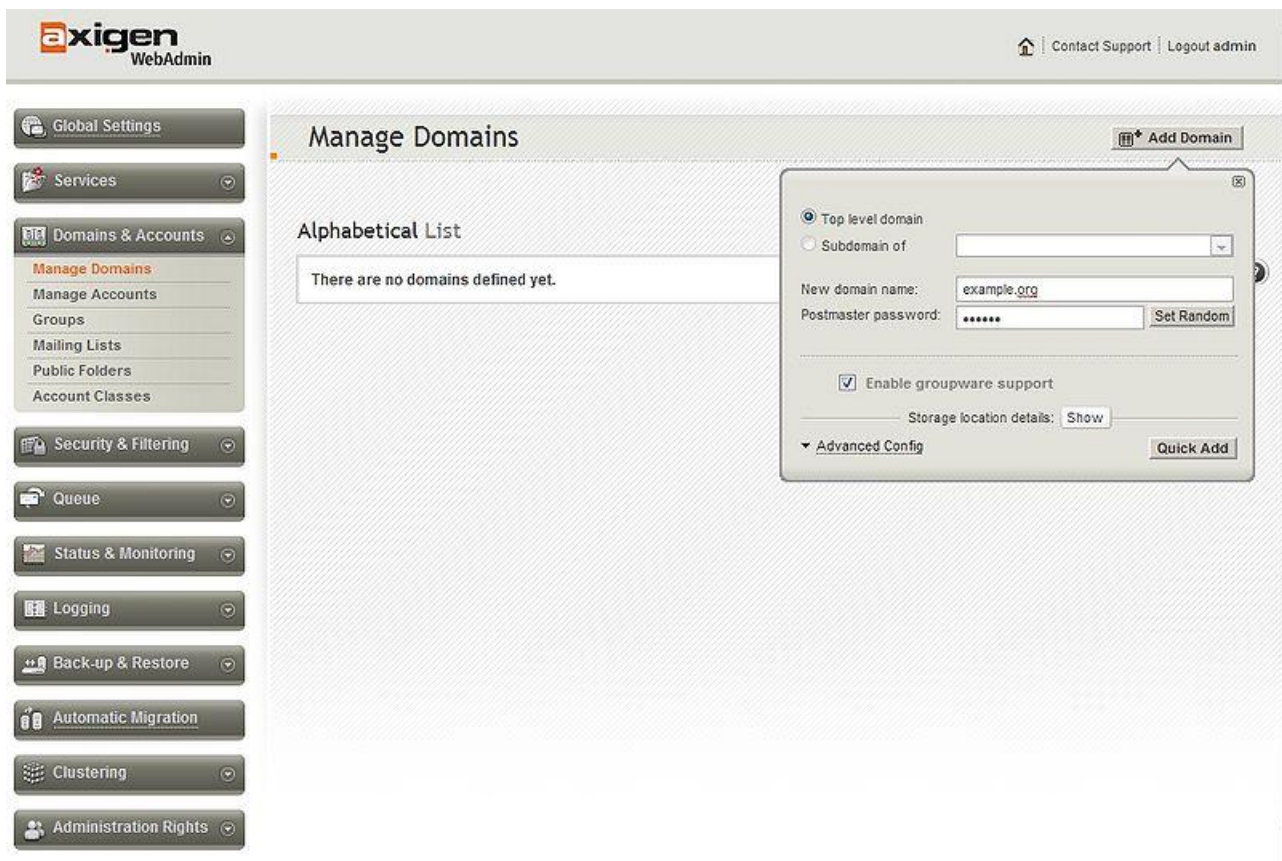 axigen
WebAdmin
Contact Support Logout admin
Global Settings
Services
Domains & Accounts
Manage Domains
Manage Accounts
Groups
Mailing Lists
Public Folders
Account Classes
Security & Filtering
Queue
Status & Monitoring
Logging
Back-up & Restore
Automatic Migration
Clustering
Administration Rights
Manage Domains
Add Domain
Alphabetical List
There are no domains defined yet.
Top level domain
Subdomain of
New domain name: example.org
Postmaster password: •••••• Set Random
Enable groupware support
Storage location details: Show
Advanced Config
Quick Add